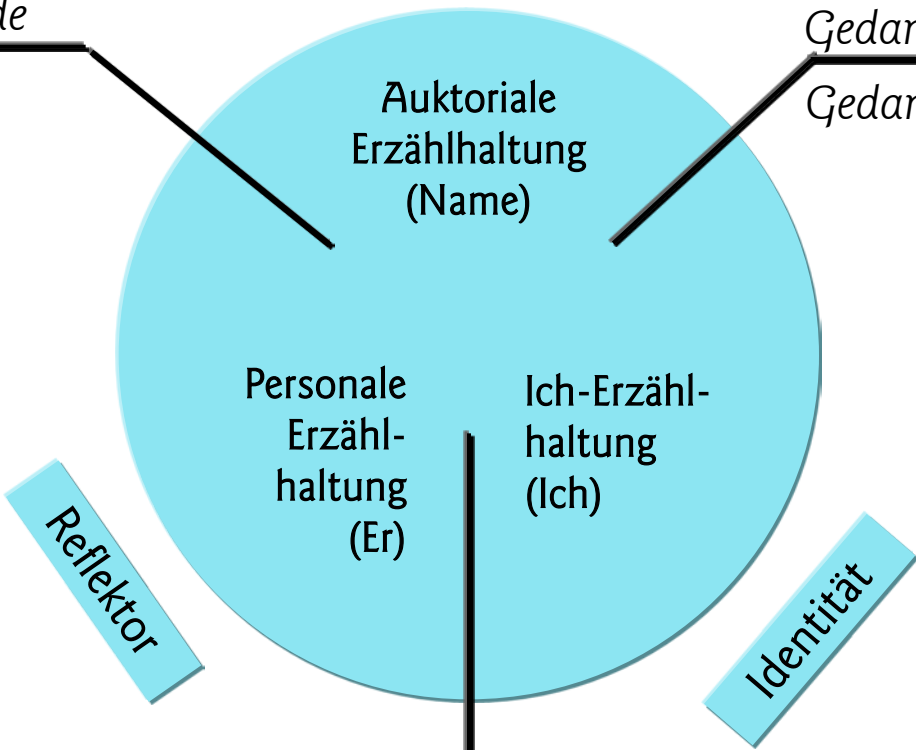 Auktoriale
Erzählhaltung
(Name)
Personale
Erzähl-
haltung
(Er)
Ich-Erzähl-
haltung
(Ich)
Reflektor
Identität